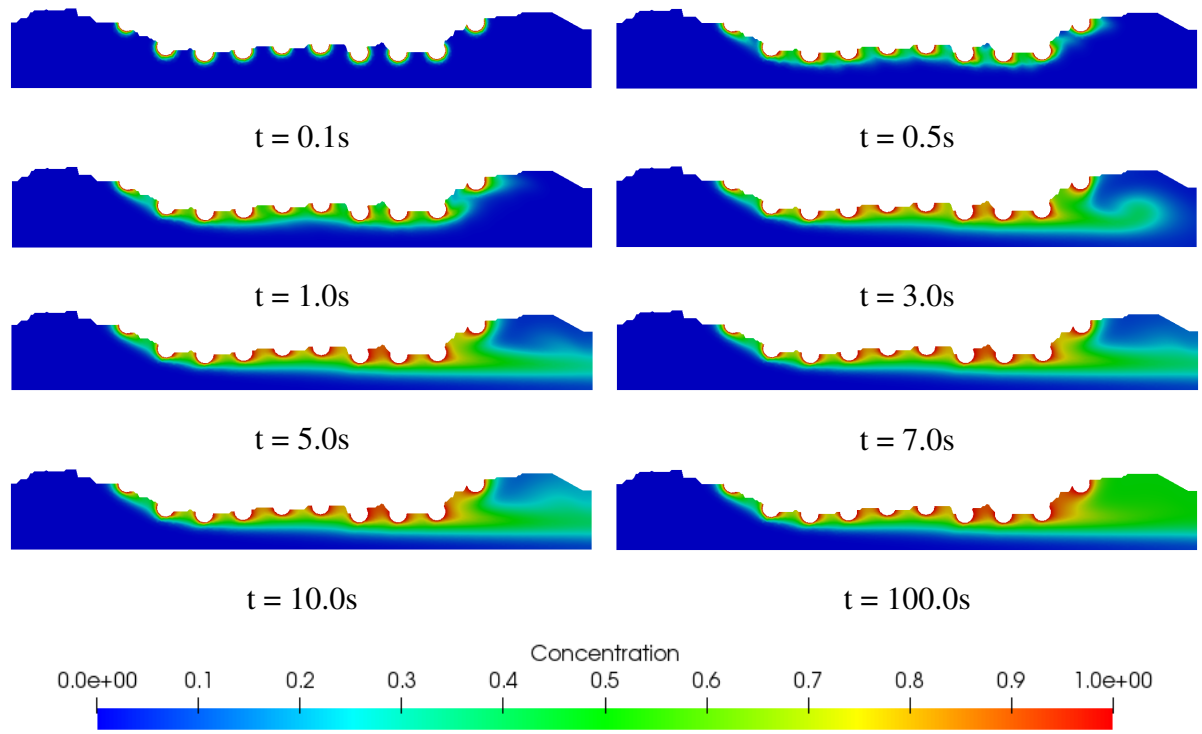 t = 0.1s
t = 0.5s
t = 1.0s
t = 3.0s
t = 5.0s
t = 7.0s
t = 10.0s
t = 100.0s
Concentration
0.0e+00 0.1 0.2 0.3 0.4 0.5 0.6 0.7 0.8 0.9 1.0e+00